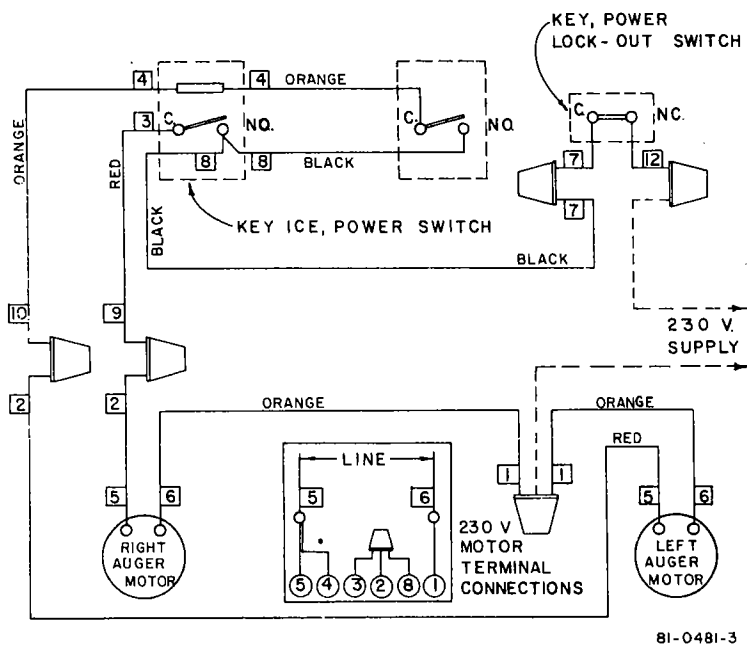 KEY, POWER
LOCK-OUT SWITCH
4
4
ORANGE
3
C.
N.O.
C.
N.O.
C.
N.C.
8
8
BLACK
7
12
7
ORANGE
RED
BLACK
KEY ICE, POWER SWITCH
BLACK
10
9
230 V.
SUPPLY
2
2
ORANGE
ORANGE
RED
LINE
1
1
5
6
5
6
5
6
230 V
MOTOR
TERMINAL
CONNECTIONS
RIGHT
AUGER
MOTOR
LEFT
AUGER
MOTOR
5
4
3
2
8
1
81-0481-3